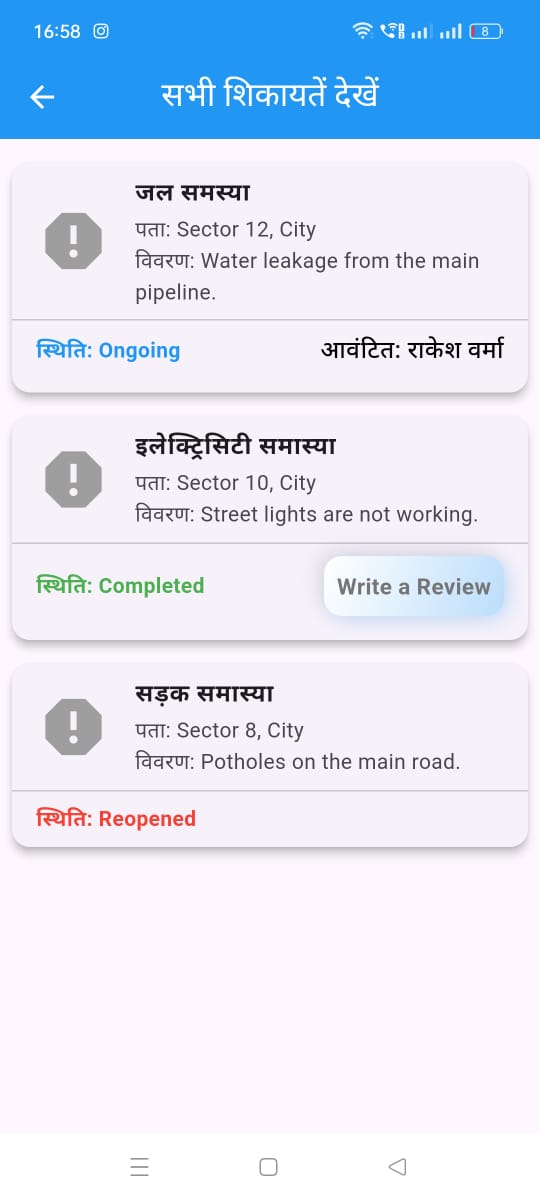 16:58
8
सभी शिकायतें देखें
जल समस्या
पता: Sector 12, City
विवरण: Water leakage from the main
pipeline.
स्थिति: Ongoing
आवंटित: राकेश वर्मा
इलेक्ट्रिसिटी समास्या
पता: Sector 10, City
विवरण: Street lights are not working.
स्थिति: Completed
Write a Review
सड़क समास्या
पता: Sector 8, City
विवरण: Potholes on the main road.
स्थिति: Reopened